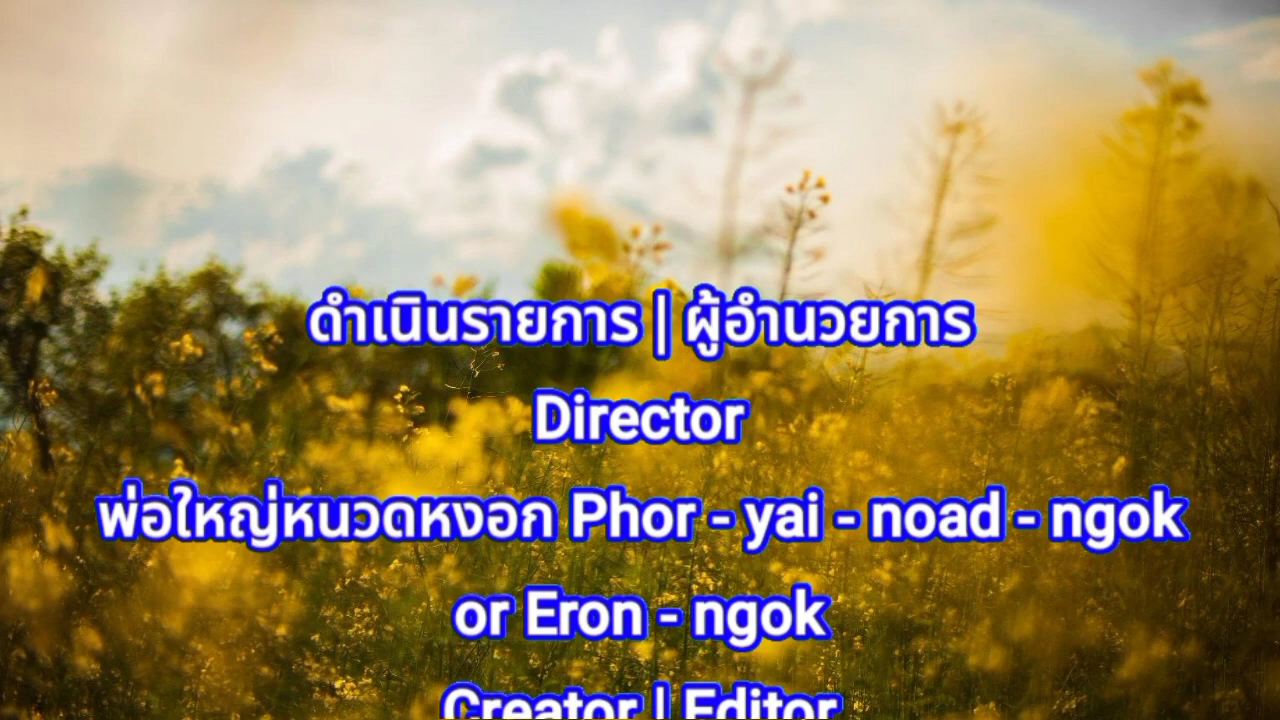 ดำเนินรายการ | ผู้อำนวยการ
Director
พ่อใหญ่หนวดหงอก Phor - yai - noad - ngok
or Eron - ngok
Creator | Editor